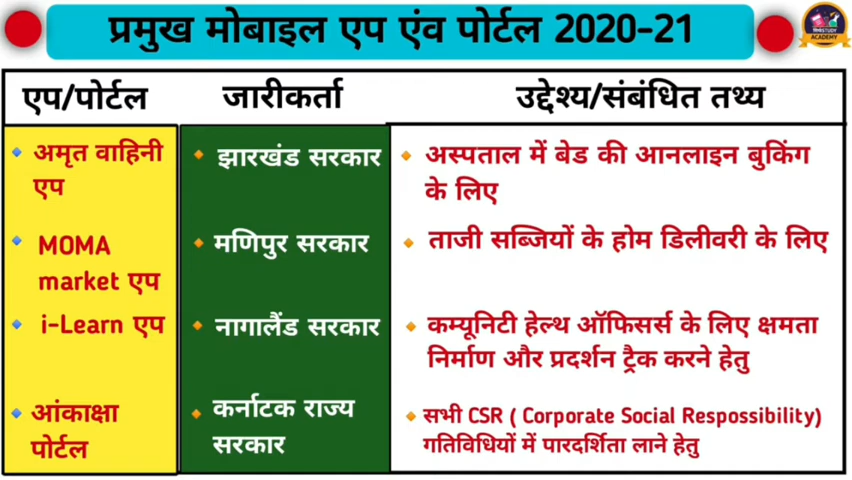 प्रमुख मोबाइल एप एंव पोर्टल 2020-21
TIMESTUDY
ACADEMY
एप/पोर्टल
जारीकर्ता
उद्देश्य/संबंधित तथ्य
अमृत वाहिनी
एप
झारखंड सरकार
अस्पताल में बेड की आनलाइन बुकिंग
के लिए
MOMA
market एप
मणिपुर सरकार
ताजी सब्जियों के होम डिलीवरी के लिए
i-Learn एप
नागालैंड सरकार
कम्यूनिटी हेल्थ ऑफिसर्स के लिए क्षमता
निर्माण और प्रदर्शन ट्रैक करने हेतु
आंकाक्षा
पोर्टल
कर्नाटक राज्य
सरकार
सभी CSR ( Corporate Social Respossibility)
गतिविधियों में पारदर्शिता लाने हेतु